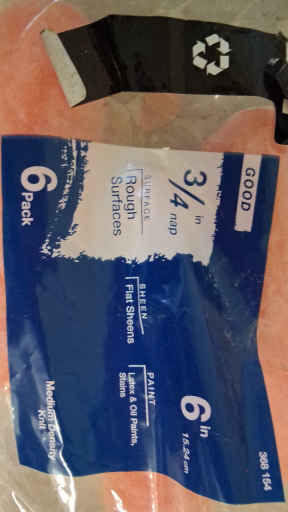 GOOD
368 154
3/4 in
nap
6 in
15.24 cm
SURFACE
Rough
Surfaces
SHEEN
Flat Sheens
PAINT
Latex & Oil Paints,
Stains
6 Pack
Medium Density
Knit